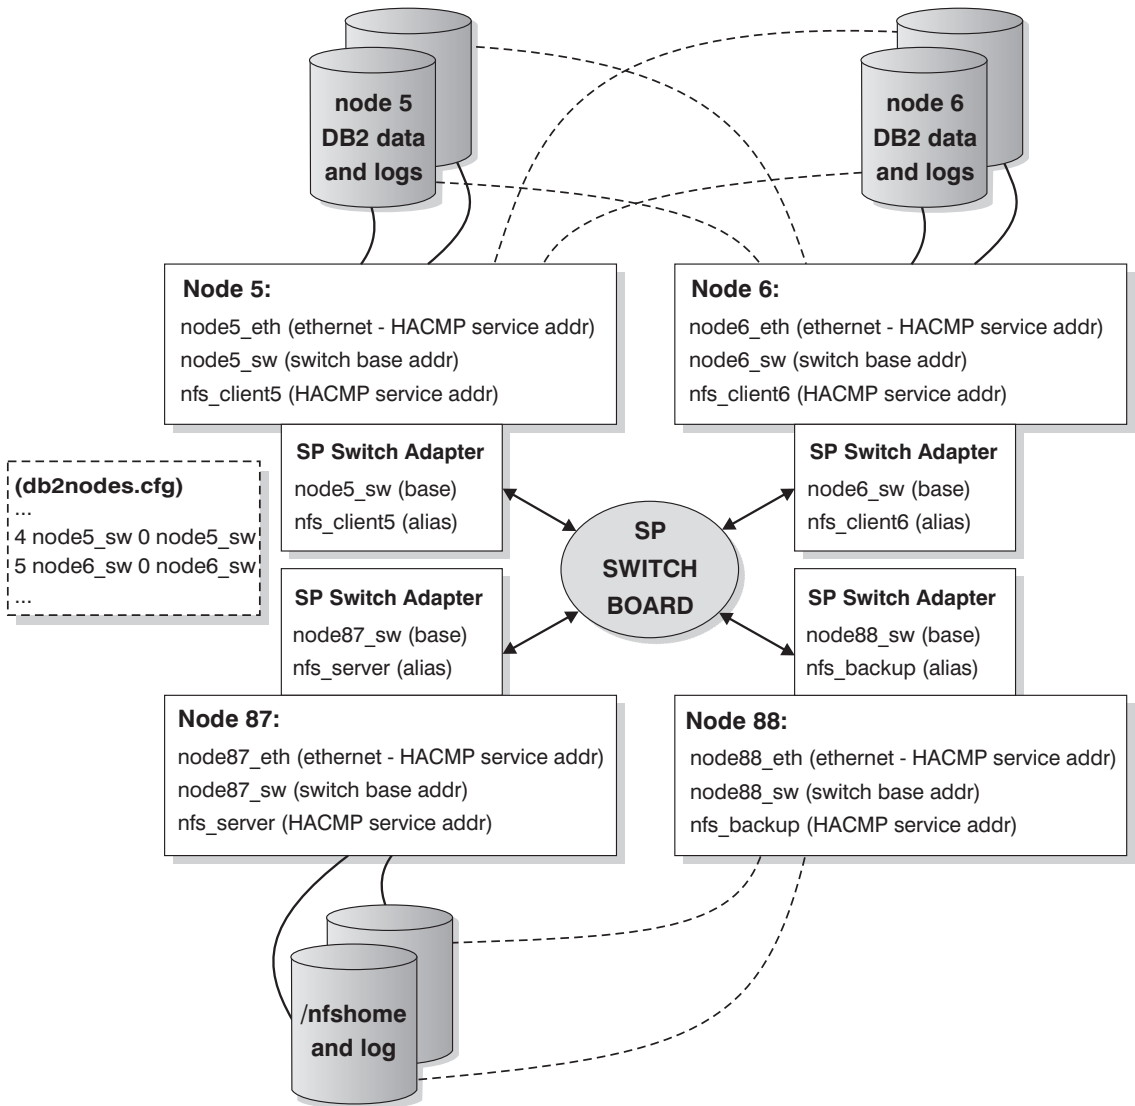 node 5
DB2 data
and logs
node 6
DB2 data
and logs
Node 5:
node5_eth (ethernet - HACMP service addr)
node5_sw (switch base addr)
nfs_client5 (HACMP service addr)
Node 6:
node6_eth (ethernet - HACMP service addr)
node6_sw (switch base addr)
nfs_client6 (HACMP service addr)
SP Switch Adapter
node5_sw (base)
nfs_client5 (alias)
SP Switch Adapter
node6_sw (base)
nfs_client6 (alias)
(db2nodes.cfg)
...
4 node5_sw 0 node5_sw
5 node6_sw 0 node6_sw
...
SP
SWITCH
BOARD
SP Switch Adapter
node87_sw (base)
nfs_server (alias)
SP Switch Adapter
node88_sw (base)
nfs_backup (alias)
Node 87:
node87_eth (ethernet - HACMP service addr)
node87_sw (switch base addr)
nfs_server (HACMP service addr)
Node 88:
node88_eth (ethernet - HACMP service addr)
node88_sw (switch base addr)
nfs_backup (HACMP service addr)
/nfshome
and log